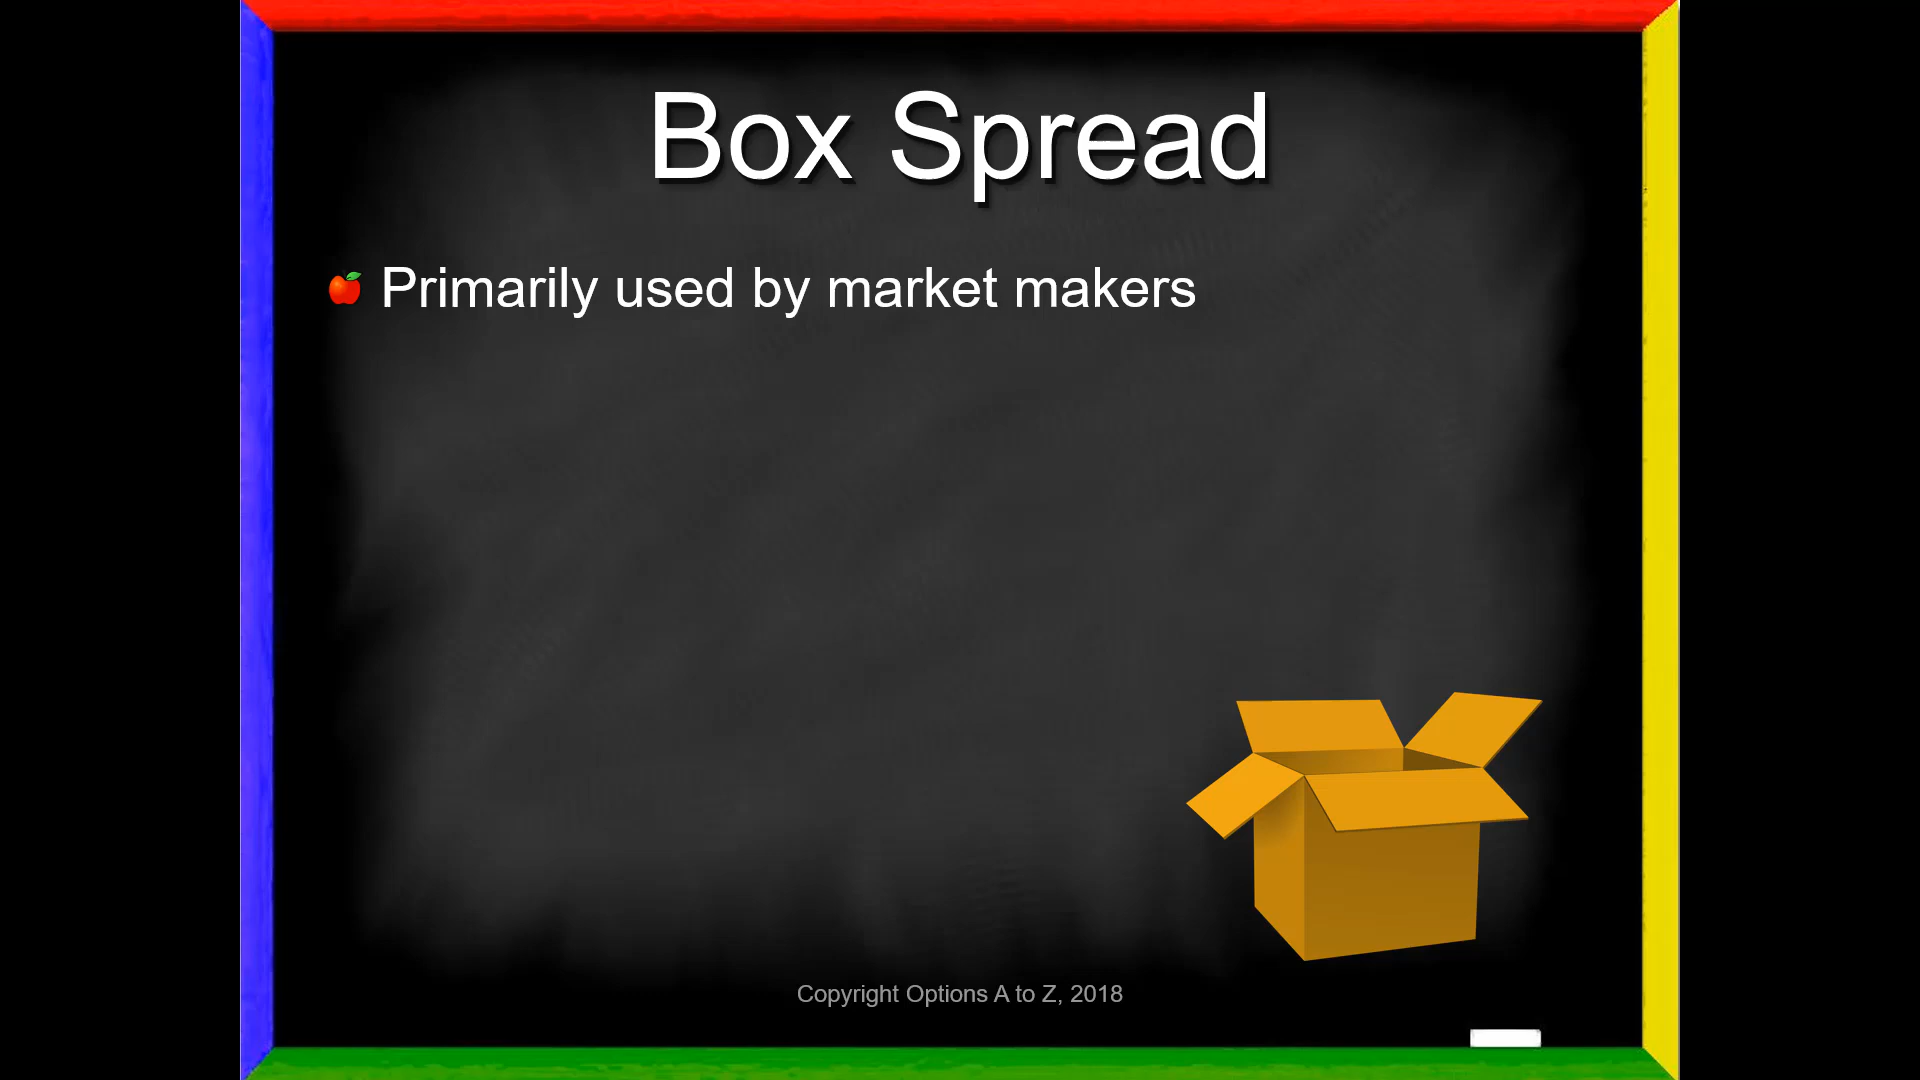 Box Spread
Primarily used by market makers
Copyright Options A to Z, 2018